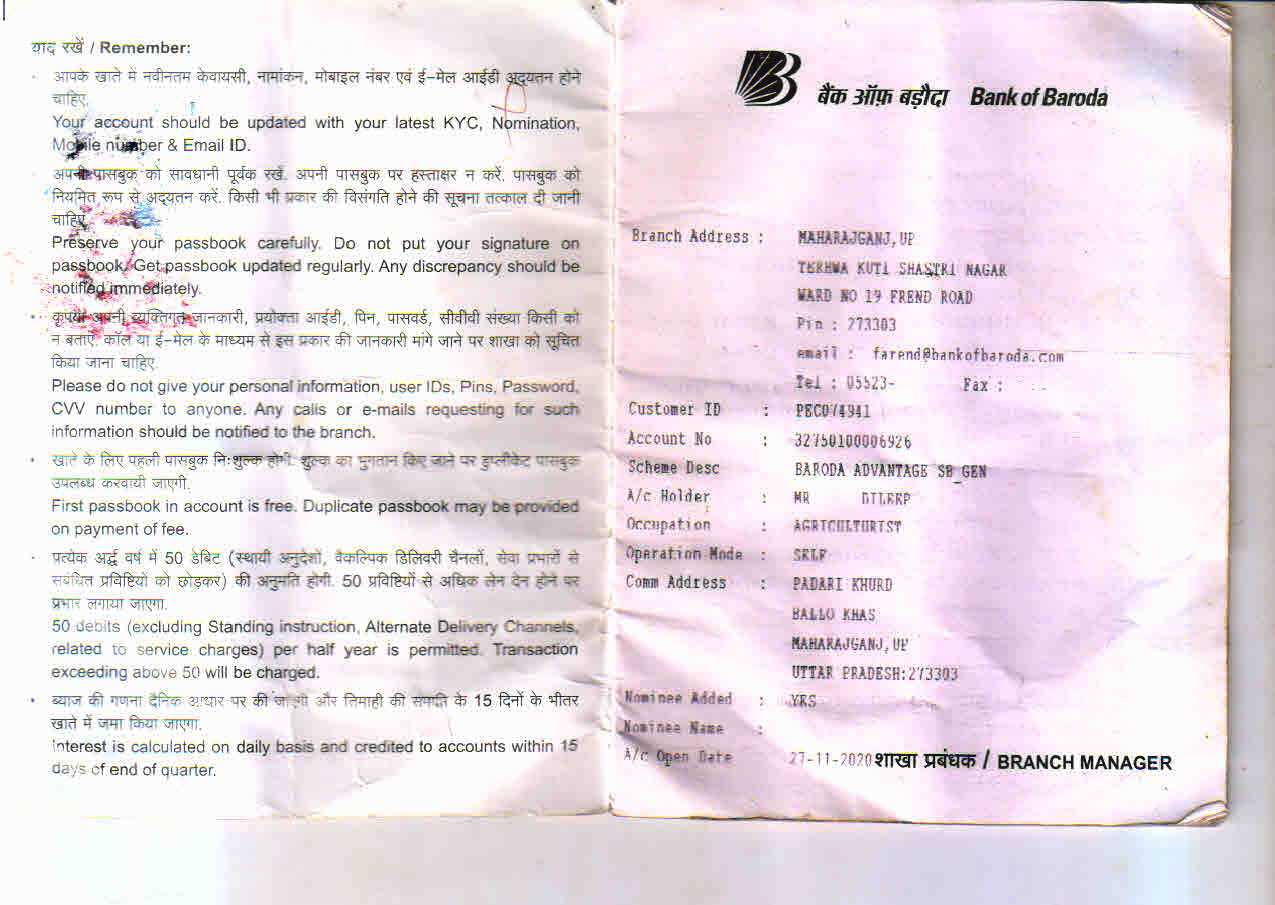 याद रखें / Remember:
आपके खाते में नवीनतम केवायसी, नामांकन, मोबाइल नंबर एवं ई-मेल आईडी अद्यतन होने
चाहिए.
Your account should be updated with your latest KYC, Nomination,
Mobile number & Email ID.
अपनी पासबुक को सावधानी पूर्वक रखें. अपनी पासबुक पर हस्ताक्षर न करें. पासबुक को
नियमित रूप से अद्यतन करें. किसी भी प्रकार की विसंगति होने की सूचना तत्काल दी जानी
चाहिए.
Preserve your passbook carefully. Do not put your signature on
passbook. Get passbook updated regularly. Any discrepancy should be
notified immediately.
कृपया अपनी व्यक्तिगत जानकारी, प्रयोक्ता आईडी, पिन, पासवर्ड, सीवीवी संख्या किसी को
न बताएँ. कॉल या ई-मेल के माध्यम से इस प्रकार की जानकारी मांगे जाने पर शाखा को सूचित
किया जाना चाहिए.
Please do not give your personal information, user IDs, Pins, Password,
CVV number to anyone. Any calls or e-mails requesting for such
information should be notified to the branch.
खाते के लिए पहली पासबुक नि:शुल्क होगी. शुल्क का भुगतान किए जाने पर डुप्लीकेट पासबुक
उपलब्ध करवायी जाएगी.
First passbook in account is free. Duplicate passbook may be provided
on payment of fee.
प्रत्येक अर्द्ध वर्ष में 50 डेबिट (स्थायी अनुदेशों, वैकल्पिक डिलिवरी चैनलों, सेवा प्रभारों से
संबंधित प्रविष्टियों को छोड़कर) की अनुमति होगी. 50 प्रविष्टियों से अधिक लेन देन होने पर
प्रभार लगाया जाएगा.
50 debits (excluding Standing instruction, Alternate Delivery Channels,
related to service charges) per half year is permitted. Transaction
exceeding above 50 will be charged.
ब्याज की गणना दैनिक आधार पर की जाएगी और तिमाही की समाप्ति के 15 दिनों के भीतर
खाते में जमा किया जाएगा.
Interest is calculated on daily basis and credited to accounts within 15
days of end of quarter.
बैंक ऑफ़ बड़ौदा Bank of Baroda
Branch Address : MAHARAJGANJ,UP
TERHWA KUTI SHASTRI NAGAR
WARD NO 19 FREND ROAD
Pin : 273303
email : farend@bankofbaroda.com
Tel : 05523- Fax :
Customer ID : PEC074941
Account No : 32750100006926
Scheme Desc BARODA ADVANTAGE SB_GEN
A/c Holder : MR DILEEP
Occupation : AGRICULTURIST
Operation Mode : SELF
Comm Address : PADARI KHURD
BALLO KHAS
MAHARAJGANJ,UP
UTTAR PRADESH:273303
Nominee Added : YES
Nominee Name :
A/c Open Date 27-11-2020 शाखा प्रबंधक / BRANCH MANAGER